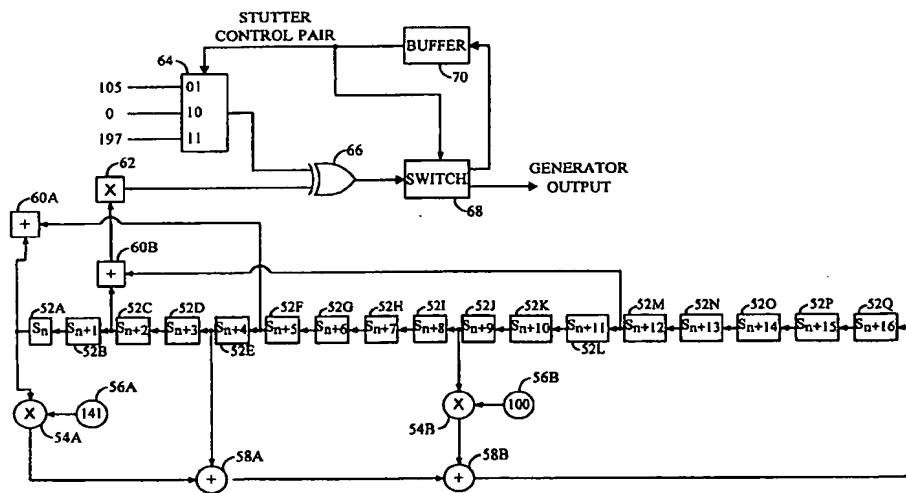 STUTTER
CONTROL PAIR
BUFFER
70
64
105
01
0
10
197
11
66
SWITCH
68
GENERATOR
OUTPUT
62
X
60A
+
60B
+
52A
52C
52D
52F
52G
52H
52I
52J
52K
52M
52N
52O
52P
52Q
Sn
Sn+1
Sn+2
Sn+3
Sn+4
Sn+5
Sn+6
Sn+7
Sn+8
Sn+9
Sn+10
Sn+11
Sn+12
Sn+13
Sn+14
Sn+15
Sn+16
52B
52E
52L
56A
X
141
54A
56B
X
100
54B
58A
+
58B
+